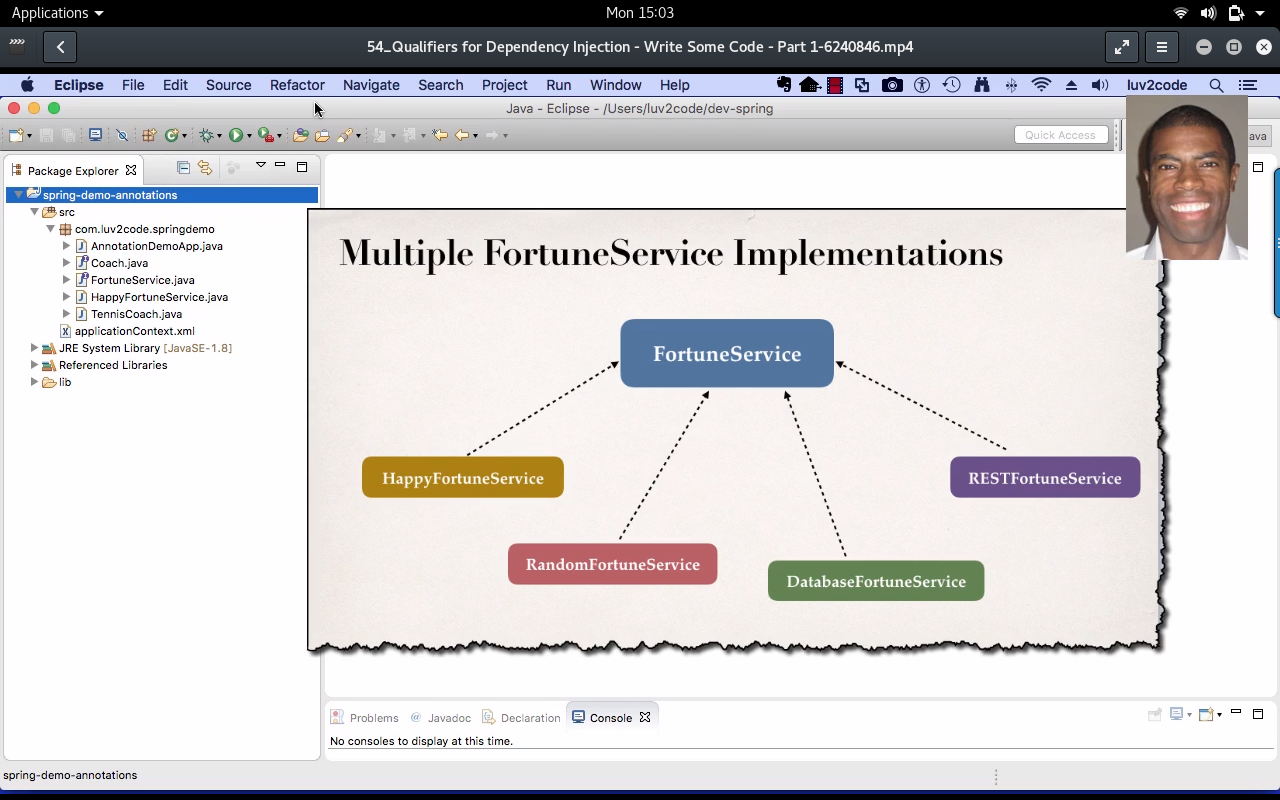 Applications
Mon 15:03
54_Qualifiers for Dependency Injection - Write Some Code - Part 1-6240846.mp4
Eclipse File Edit Source Refactor Navigate Search Project Run Window Help
luv2code
Java - Eclipse - /Users/luv2code/dev-spring
Quick Access
ava
Package Explorer
spring-demo-annotations
src
com.luv2code.springdemo
AnnotationDemoApp.java
Coach.java
FortuneService.java
HappyFortuneService.java
TennisCoach.java
applicationContext.xml
JRE System Library [JavaSE-1.8]
Referenced Libraries
lib
Multiple FortuneService Implementations
FortuneService
HappyFortuneService
RESTFortuneService
RandomFortuneService
DatabaseFortuneService
Problems @ Javadoc Declaration Console
No consoles to display at this time.
spring-demo-annotations